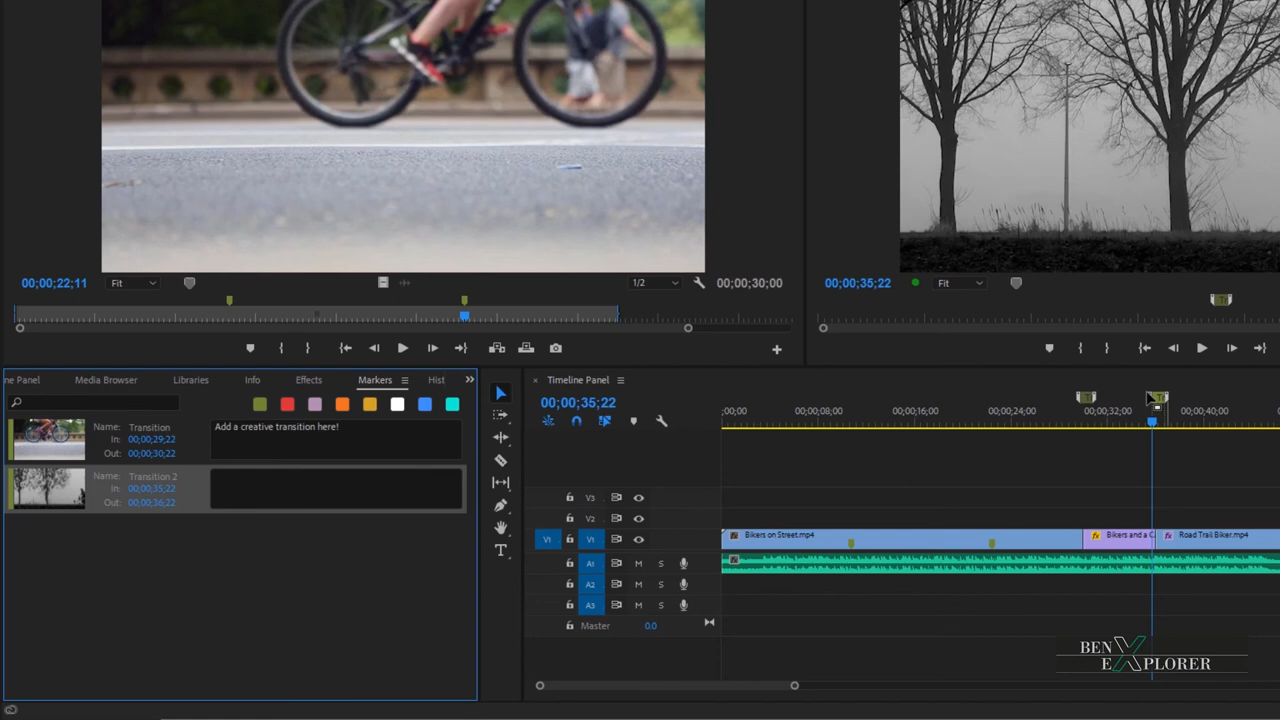 00;00;22;11
Fit
1/2
00;00;30;00
00;00;35;22
Fit
ne Panel
Media Browser
Libraries
Info
Effects
Markers
Hist
Name: Transition
In: 00;00;29;22
Out: 00;00;30;22
Add a creative transition here!
Name: Transition 2
In: 00;00;35;22
Out: 00;00;36;22
Timeline Panel
00;00;35;22
;00;00
00;00;08;00
00;00;16;00
00;00;24;00
00;00;32;00
00;00;40;00
V3
V2
V1 V1
Bikers on Street.mp4
fx Bikers and a C
fx Road Trail Biker.mp4
A1 M S
A2 M S
A3 M S
Master 0.0
BEN
EXPLORER